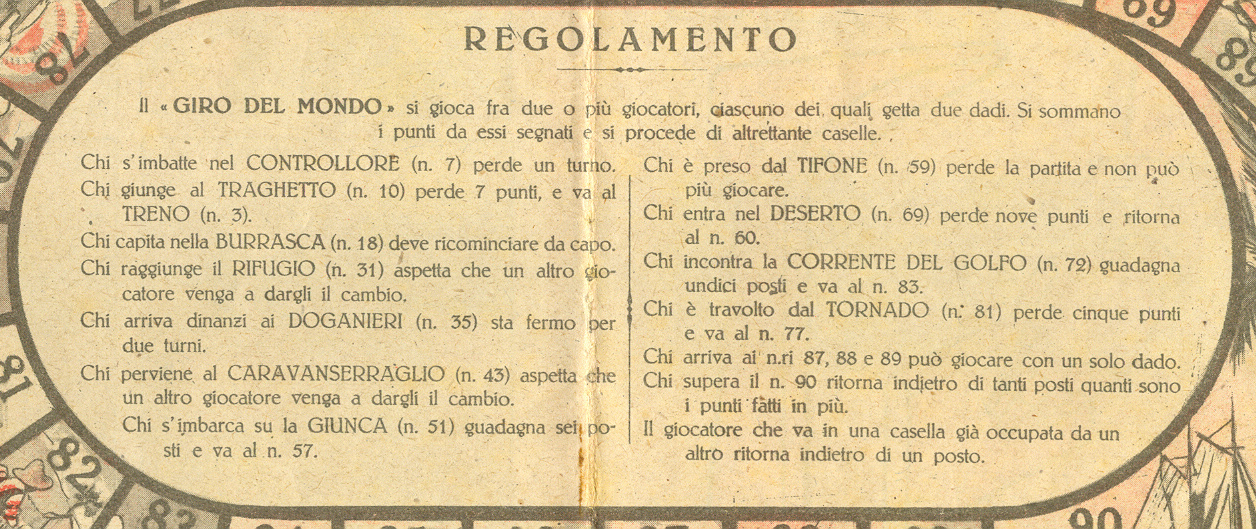 REGOLAMENTO
Il « GIRO DEL MONDO » si gioca fra due o più giocatori, ciascuno dei quali getta due dadi. Si sommano
i punti da essi segnati e si procede di altrettante caselle.
Chi s'imbatte nel CONTROLLORE (n. 7) perde un turno.
Chi giunge al TRAGHETTO (n. 10) perde 7 punti, e va al
TRENO (n. 3).
Chi capita nella BURRASCA (n. 18) deve ricominciare da capo.
Chi raggiunge il RIFUGIO (n. 31) aspetta che un altro gio-
catore venga a dargli il cambio.
Chi arriva dinanzi ai DOGANIERI (n. 35) sta fermo per
due turni.
Chi perviene al CARAVANSERRAGLIO (n. 43) aspetta che
un altro giocatore venga a dargli il cambio.
Chi s'imbarca su la GIUNCA (n. 51) guadagna sei po-
sti e va al n. 57.
Chi è preso dal TIFONE (n. 59) perde la partita e non può
più giocare.
Chi entra nel DESERTO (n. 69) perde nove punti e ritorna
al n. 60.
Chi incontra la CORRENTE DEL GOLFO (n. 72) guadagna
undici posti e va al n. 83.
Chi è travolto dal TORNADO (n. 81) perde cinque punti
e va al n. 77.
Chi arriva ai n.ri 87, 88 e 89 può giocare con un solo dado.
Chi supera il n. 90 ritorna indietro di tanti posti quanti sono
i punti fatti in più.
Il giocatore che va in una casella già occupata da un
altro ritorna indietro di un posto.
77
78
79
81
82
83
90
69
89